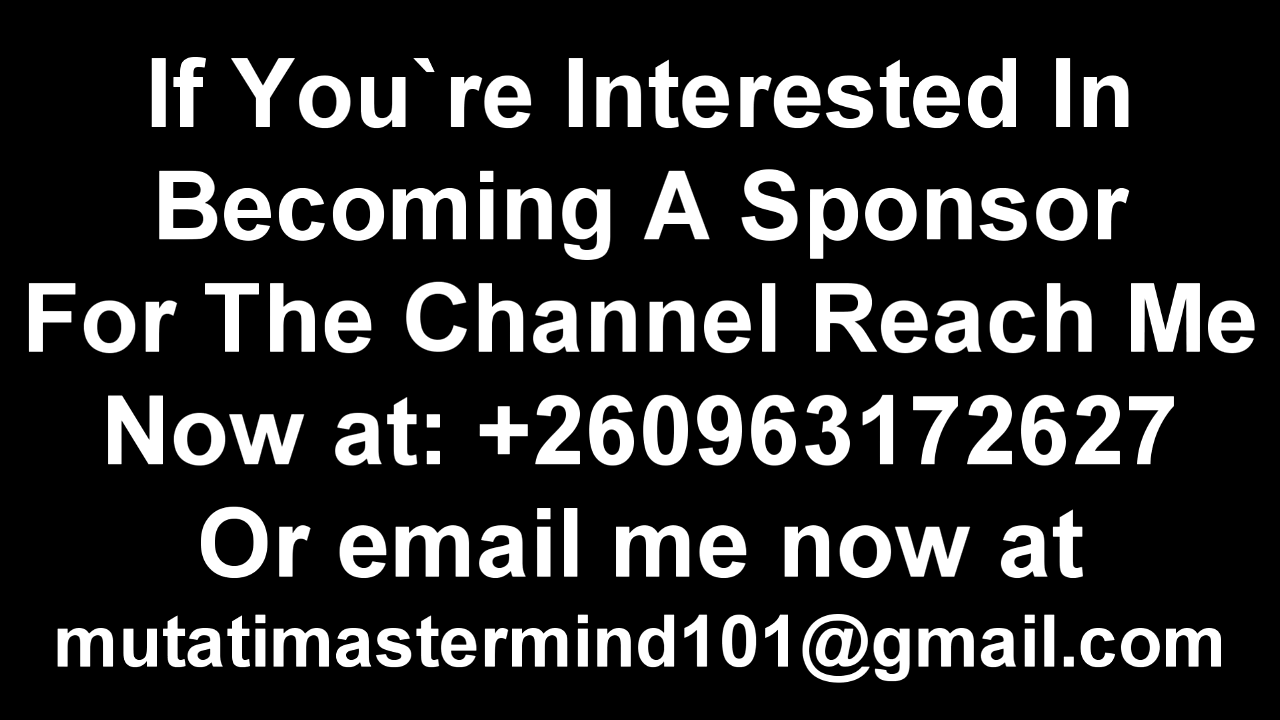 If You`re Interested In
Becoming A Sponsor
For The Channel Reach Me
Now at: +260963172627
Or email me now at
mutatimastermind101@gmail.com